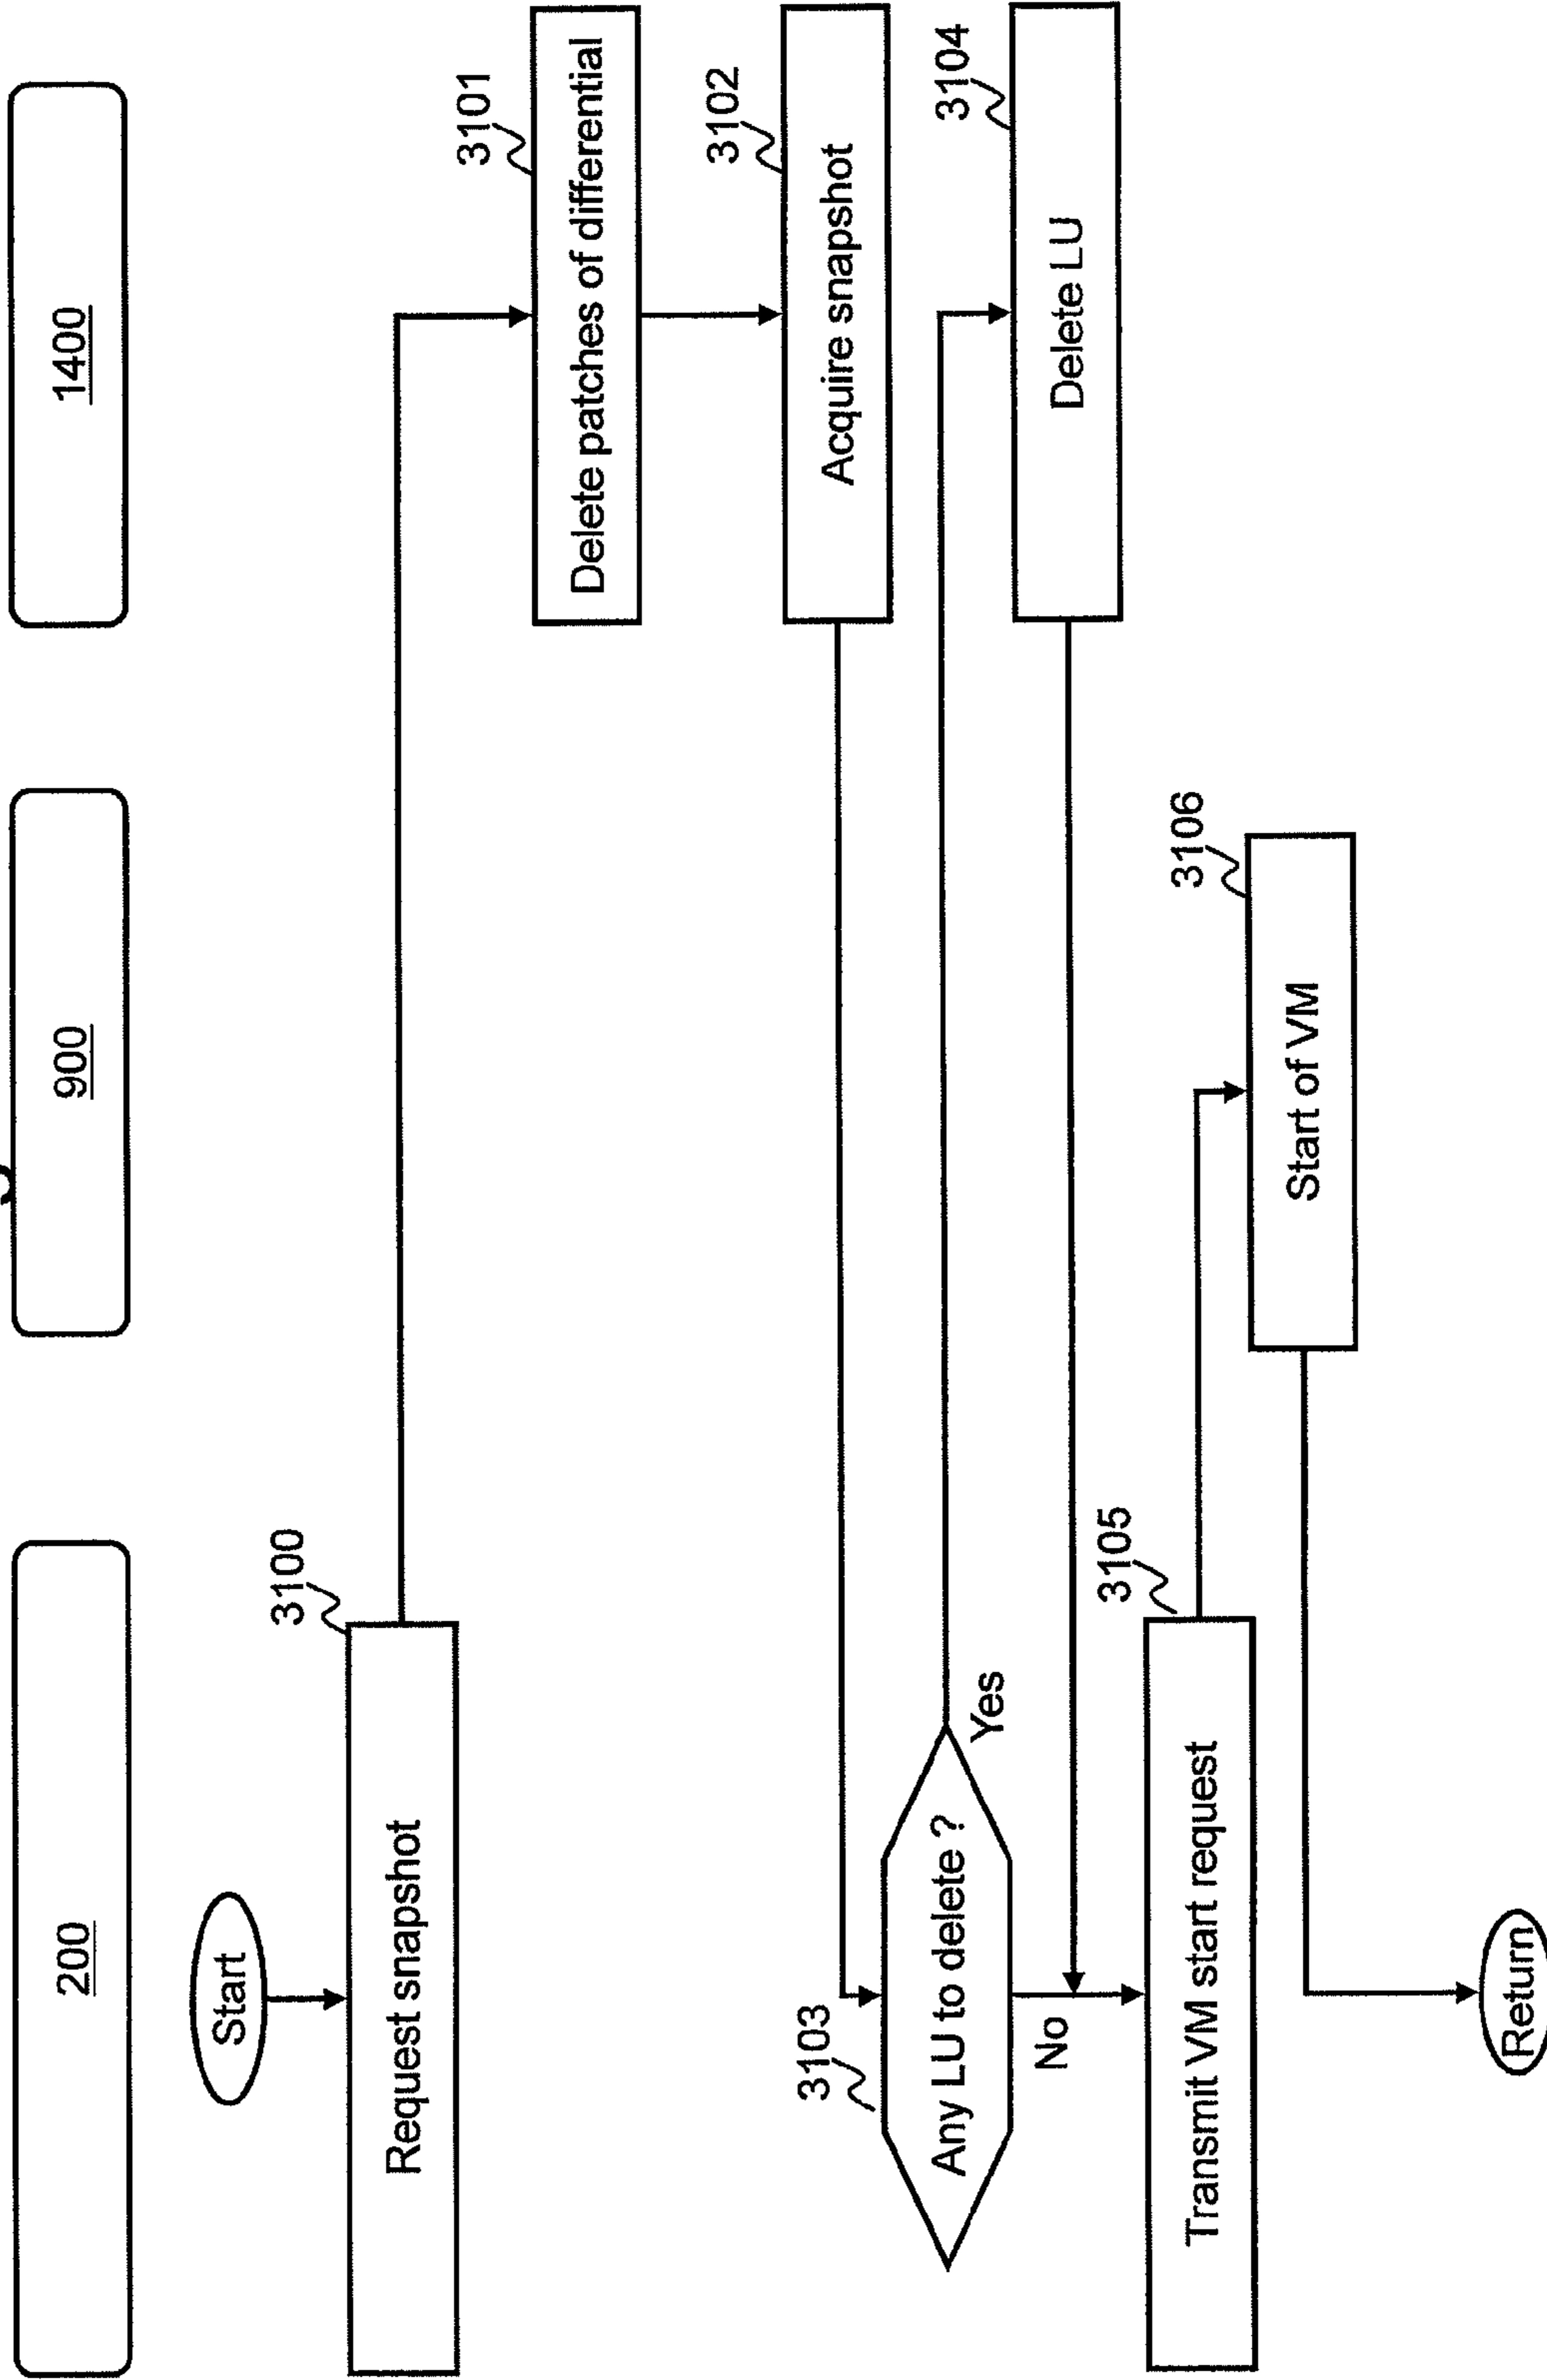 200
900
1400
Start
3100
Request snapshot
3101
Delete patches of differential
3102
Acquire snapshot
3103
Any LU to delete ?
Yes
No
3104
Delete LU
3105
Transmit VM start request
3106
Start of VM
Return